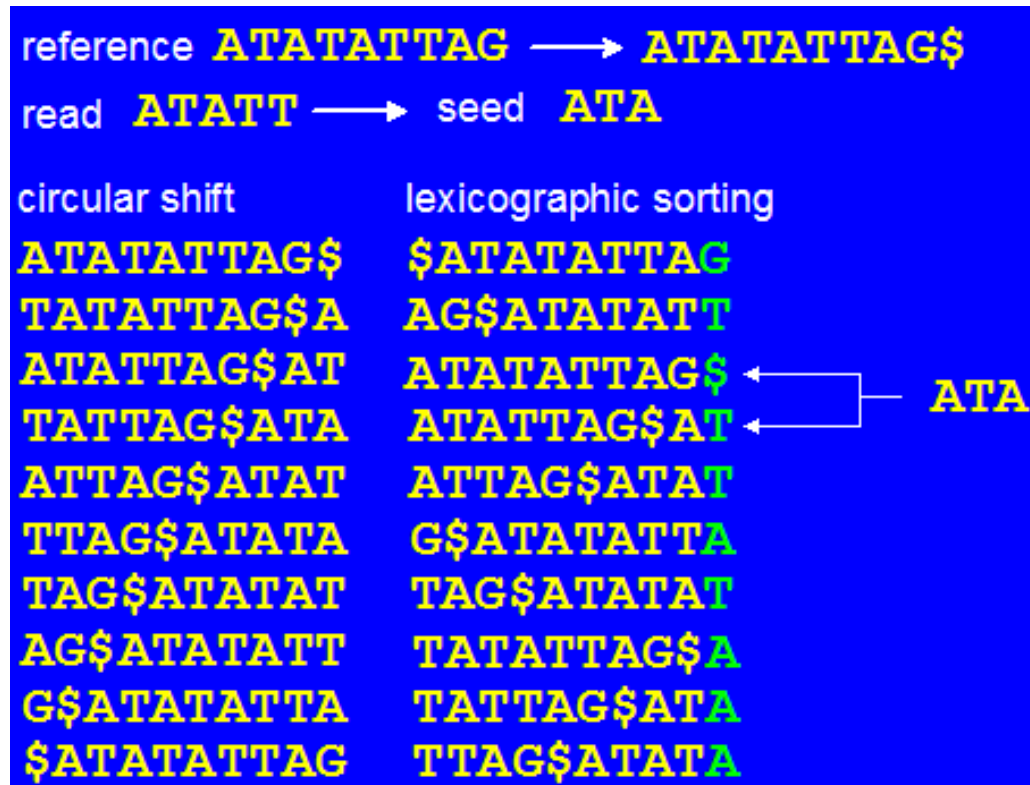 reference ATATATTAG → ATATATTAG$
read ATATT → seed ATA
circular shift lexicographic sorting
ATATATTAG$ $ATATATTAG
TATATTAG$A AG$ATATATT
ATATTAG$AT ATATATTAG$
ATA
TATTAG$ATA ATATTAG$AT
ATTAG$ATAT ATTAG$ATAT
TTAG$ATATA G$ATATATTA
TAG$ATATAT TAG$ATATAT
AG$ATATATT TATATTAG$A
G$ATATATTA TATTAG$ATA
$ATATATTAG TTAG$ATATA